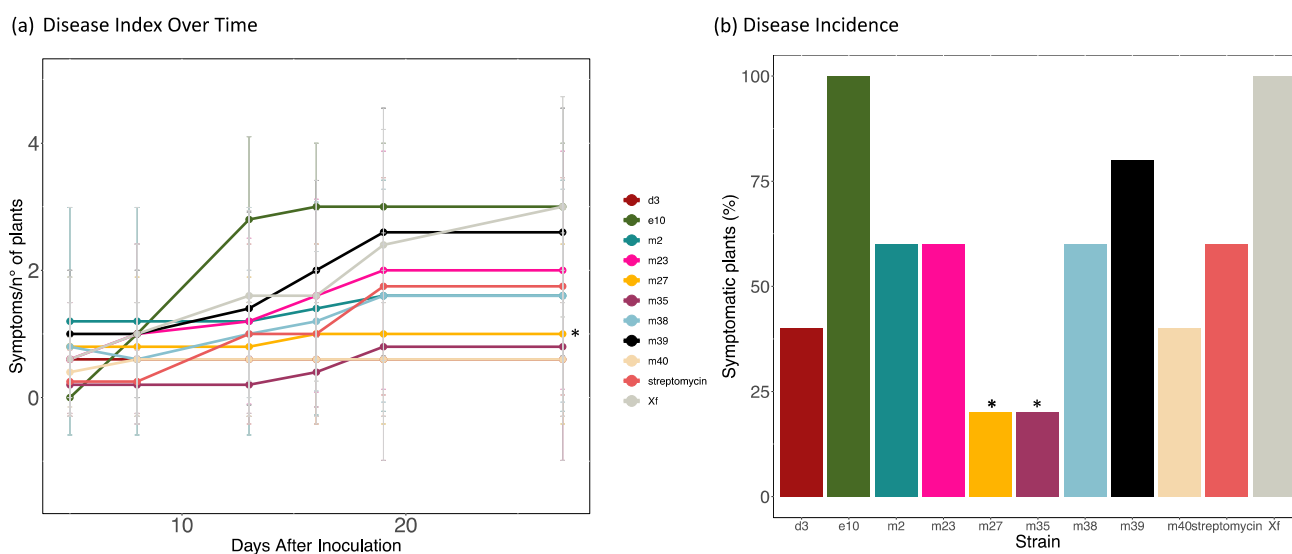 (a) Disease Index Over Time
Symptoms/n° of plants
4
2
0
10
20
Days After Inoculation
*
d3
e10
m2
m23
m27
m35
m38
m39
m40
streptomycin
Xf
(b) Disease Incidence
Symptomatic plants (%)
100
75
50
25
0
* *
d3 e10 m2 m23 m27 m35 m38 m39 m40 streptomycin Xf
Strain